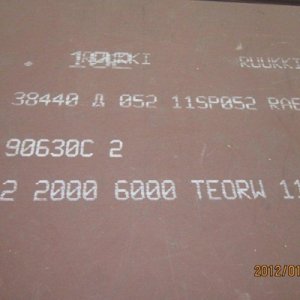 RUUKKI RUUKKI
38440 Д 052 11SP052 RAE
90630C 2
2 2000 6000 TEORW 11
2012/01